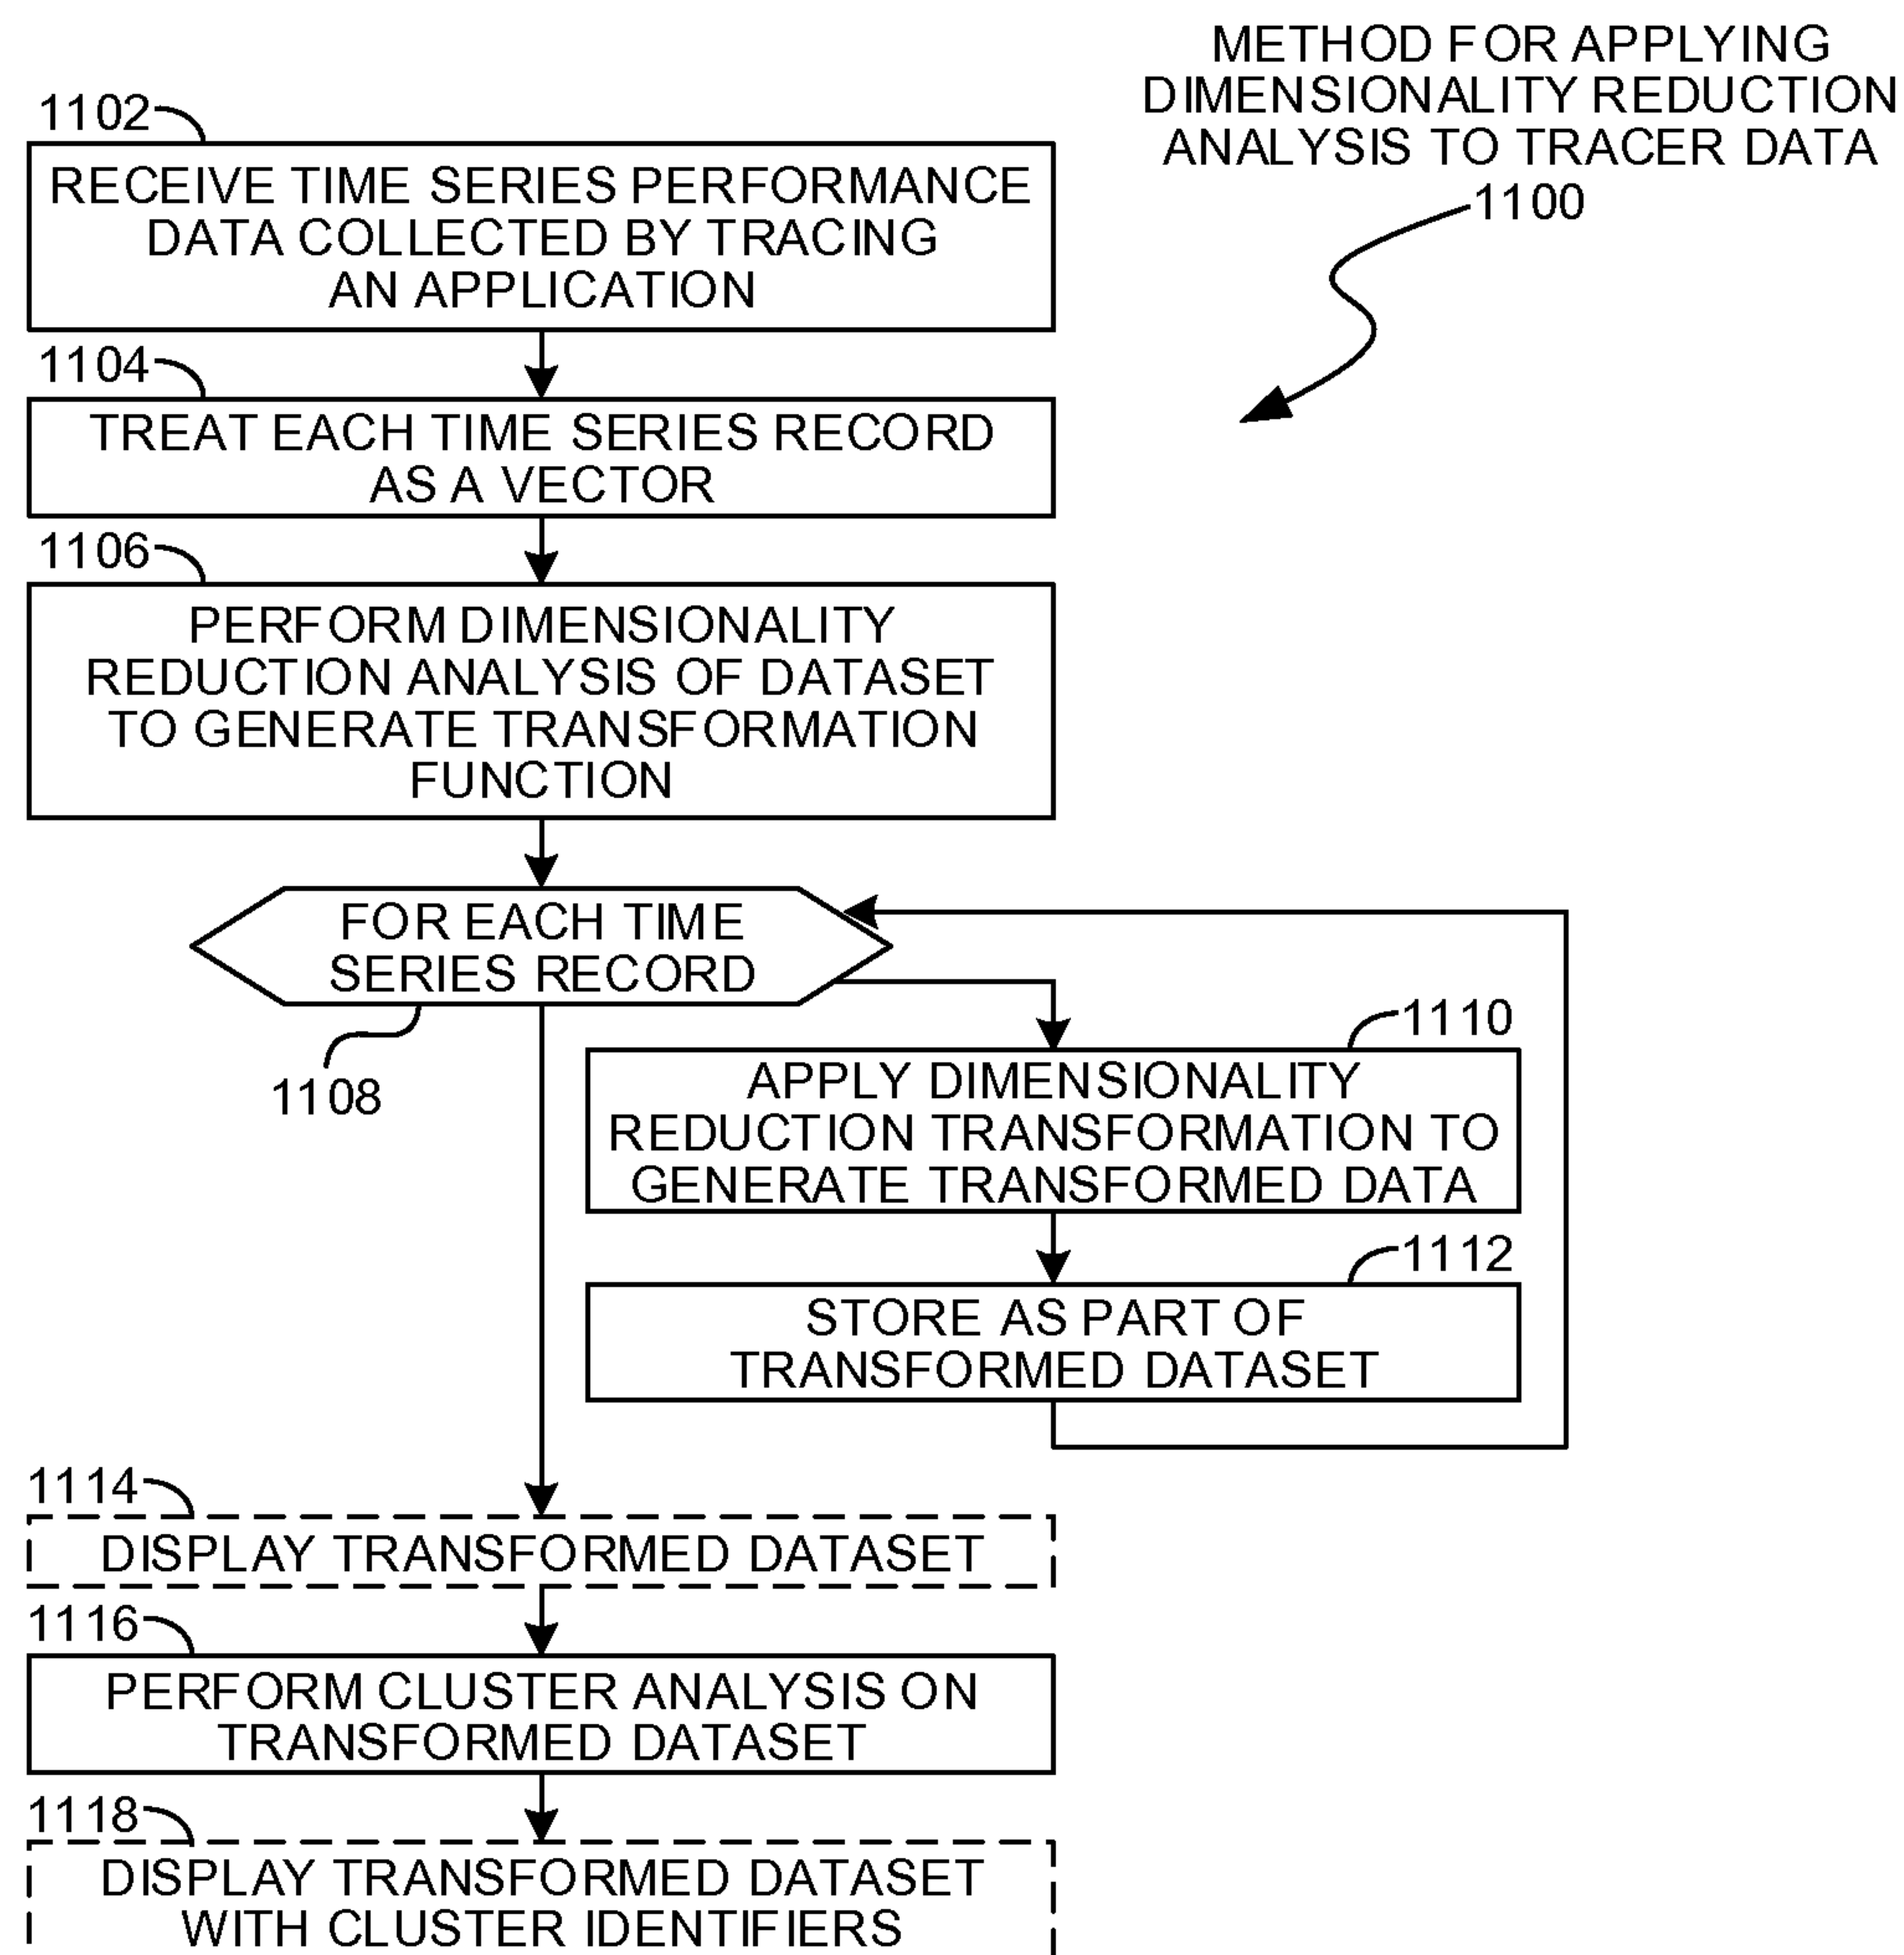 METHOD FOR APPLYING
DIMENSIONALITY REDUCTION
ANALYSIS TO TRACER DATA
1100
1102
RECEIVE TIME SERIES PERFORMANCE
DATA COLLECTED BY TRACING
AN APPLICATION
1104
TREAT EACH TIME SERIES RECORD
AS A VECTOR
1106
PERFORM DIMENSIONALITY
REDUCTION ANALYSIS OF DATASET
TO GENERATE TRANSFORMATION
FUNCTION
FOR EACH TIME
SERIES RECORD
1108
1110
APPLY DIMENSIONALITY
REDUCTION TRANSFORMATION TO
GENERATE TRANSFORMED DATA
1112
STORE AS PART OF
TRANSFORMED DATASET
1114
DISPLAY TRANSFORMED DATASET
1116
PERFORM CLUSTER ANALYSIS ON
TRANSFORMED DATASET
1118
DISPLAY TRANSFORMED DATASET
WITH CLUSTER IDENTIFIERS